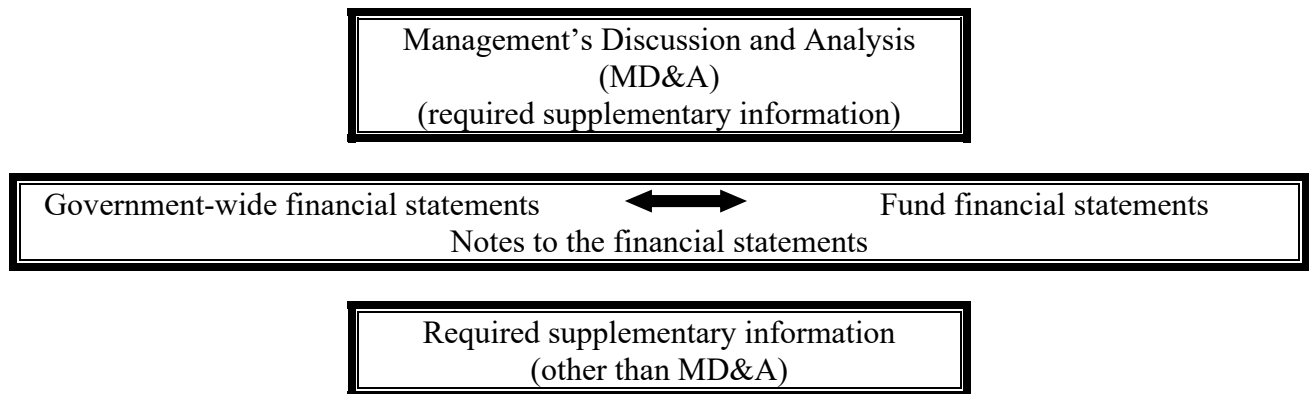 Management’s Discussion and Analysis
(MD&A)
(required supplementary information)
Government-wide financial statements Fund financial statements
Notes to the financial statements
Required supplementary information
(other than MD&A)